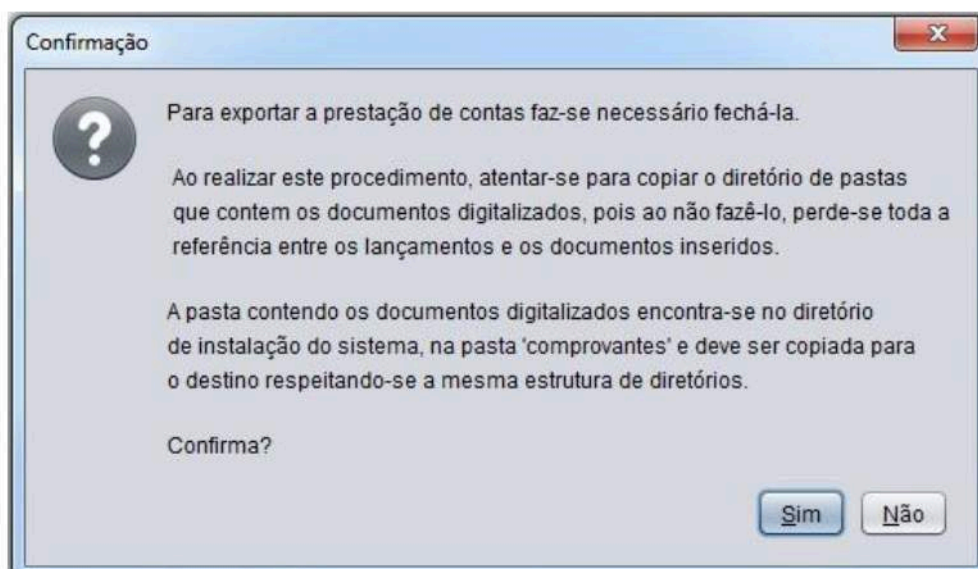 Confirmação
Para exportar a prestação de contas faz-se necessário fechá-la.
Ao realizar este procedimento, atentar-se para copiar o diretório de pastas
que contem os documentos digitalizados, pois ao não fazê-lo, perde-se toda a
referência entre os lançamentos e os documentos inseridos.
A pasta contendo os documentos digitalizados encontra-se no diretório
de instalação do sistema, na pasta 'comprovantes' e deve ser copiada para
o destino respeitando-se a mesma estrutura de diretórios.
Confirma?
Sim
Não